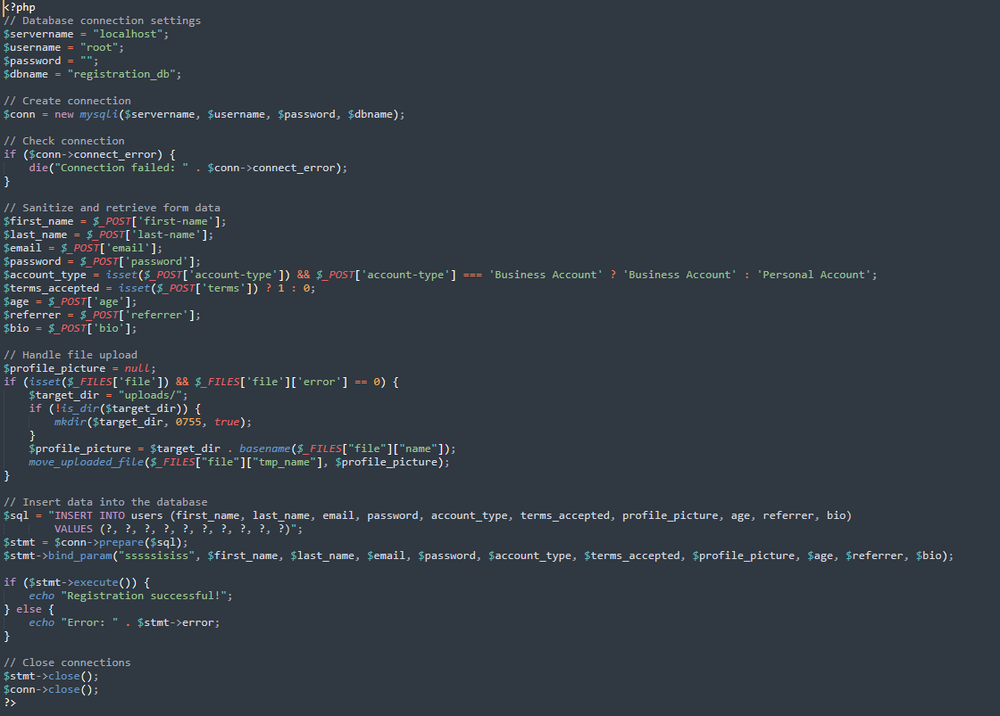 <?php
// Database connection settings
$servername = "localhost";
$username = "root";
$password = "";
$dbname = "registration_db";

// Create connection
$conn = new mysqli($servername, $username, $password, $dbname);

// Check connection
if ($conn->connect_error) {
    die("Connection failed: " . $conn->connect_error);
}

// Sanitize and retrieve form data
$first_name = $_POST['first-name'];
$last_name = $_POST['last-name'];
$email = $_POST['email'];
$password = $_POST['password'];
$account_type = isset($_POST['account-type']) && $_POST['account-type'] === 'Business Account' ? 'Business Account' : 'Personal Account';
$terms_accepted = isset($_POST['terms']) ? 1 : 0;
$age = $_POST['age'];
$referrer = $_POST['referrer'];
$bio = $_POST['bio'];

// Handle file upload
$profile_picture = null;
if (isset($_FILES['file']) && $_FILES['file']['error'] == 0) {
    $target_dir = "uploads/";
    if (!is_dir($target_dir)) {
        mkdir($target_dir, 0755, true);
    }
    $profile_picture = $target_dir . basename($_FILES["file"]["name"]);
    move_uploaded_file($_FILES["file"]["tmp_name"], $profile_picture);
}

// Insert data into the database
$sql = "INSERT INTO users (first_name, last_name, email, password, account_type, terms_accepted, profile_picture, age, referrer, bio)
        VALUES (?, ?, ?, ?, ?, ?, ?, ?, ?, ?)";
$stmt = $conn->prepare($sql);
$stmt->bind_param("sssssisiss", $first_name, $last_name, $email, $password, $account_type, $terms_accepted, $profile_picture, $age, $referrer, $bio);

if ($stmt->execute()) {
    echo "Registration successful!";
} else {
    echo "Error: " . $stmt->error;
}

// Close connections
$stmt->close();
$conn->close();
?>